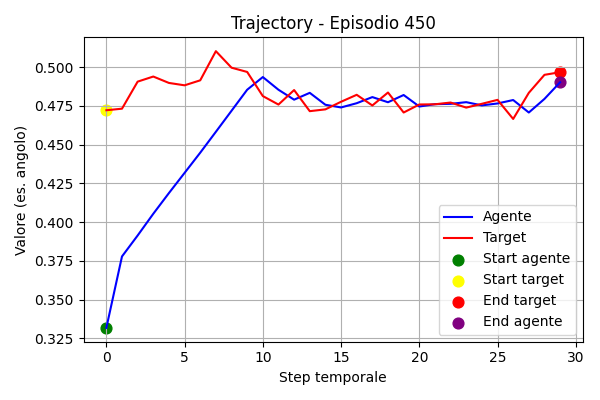 Trajectory - Episodio 450
Valore (es. angolo)
0.500
0.475
0.450
0.425
0.400
0.375
0.350
0.325
0 5 10 15 20 25 30
Step temporale
Agente
Target
Start agente
Start target
End target
End agente